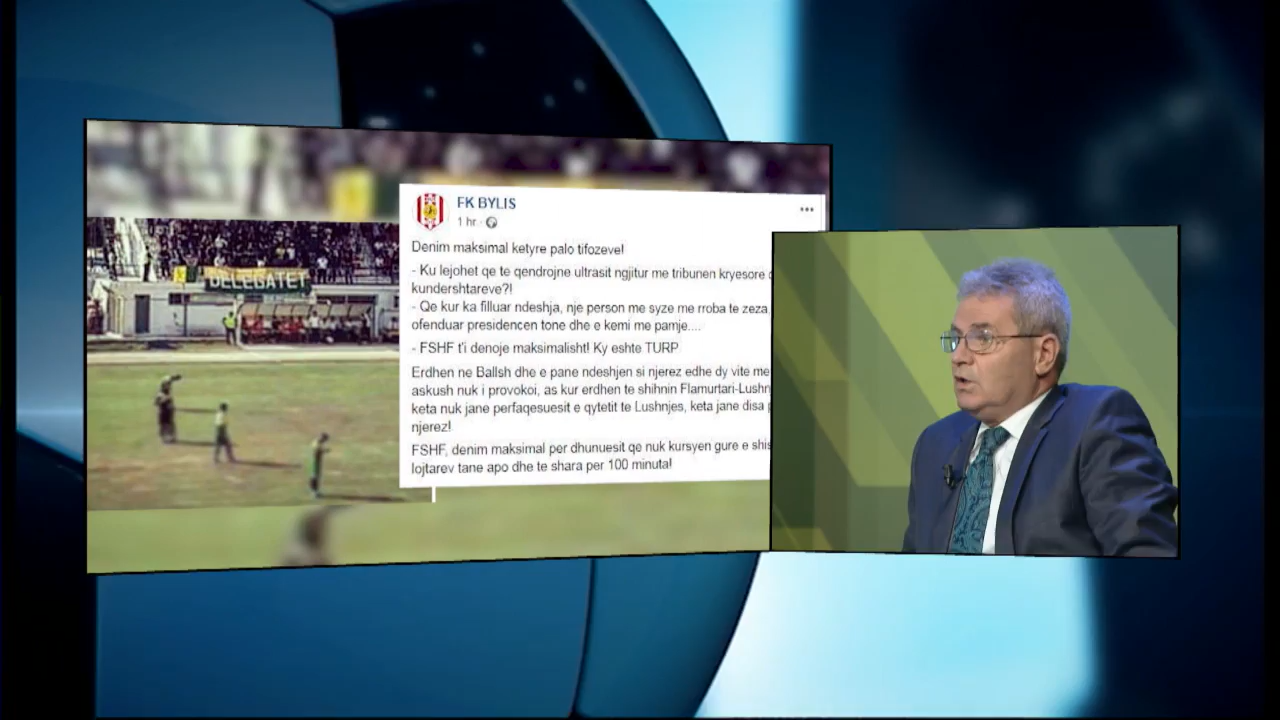 DELEGATET
FK BYLIS
1 hr
Denim maksimal ketyre palo tifozeve!
- Ku lejohet qe te qendrojne ultrasit ngjitur me tribunen kryesore
kundershtareve?!
- Qe kur ka filluar ndeshja, nje person me syze me rroba te zeza,
ofenduar presidencen tone dhe e kemi me pamje....
- FSHF t'i denoje maksimalisht! Ky eshte TURP
Erdhen ne Ballsh dhe e pane ndeshjen si njerez edhe dy vite me
askush nuk i provokoi, as kur erdhen te shihnin Flamurtari-Lushn
keta nuk jane perfaqesuesit e qytetit te Lushnjes, keta jane disa
njerez!
FSHF, denim maksimal per dhunuesit qe nuk kursyen gure e shis
lojtarev tane apo dhe te shara per 100 minuta!